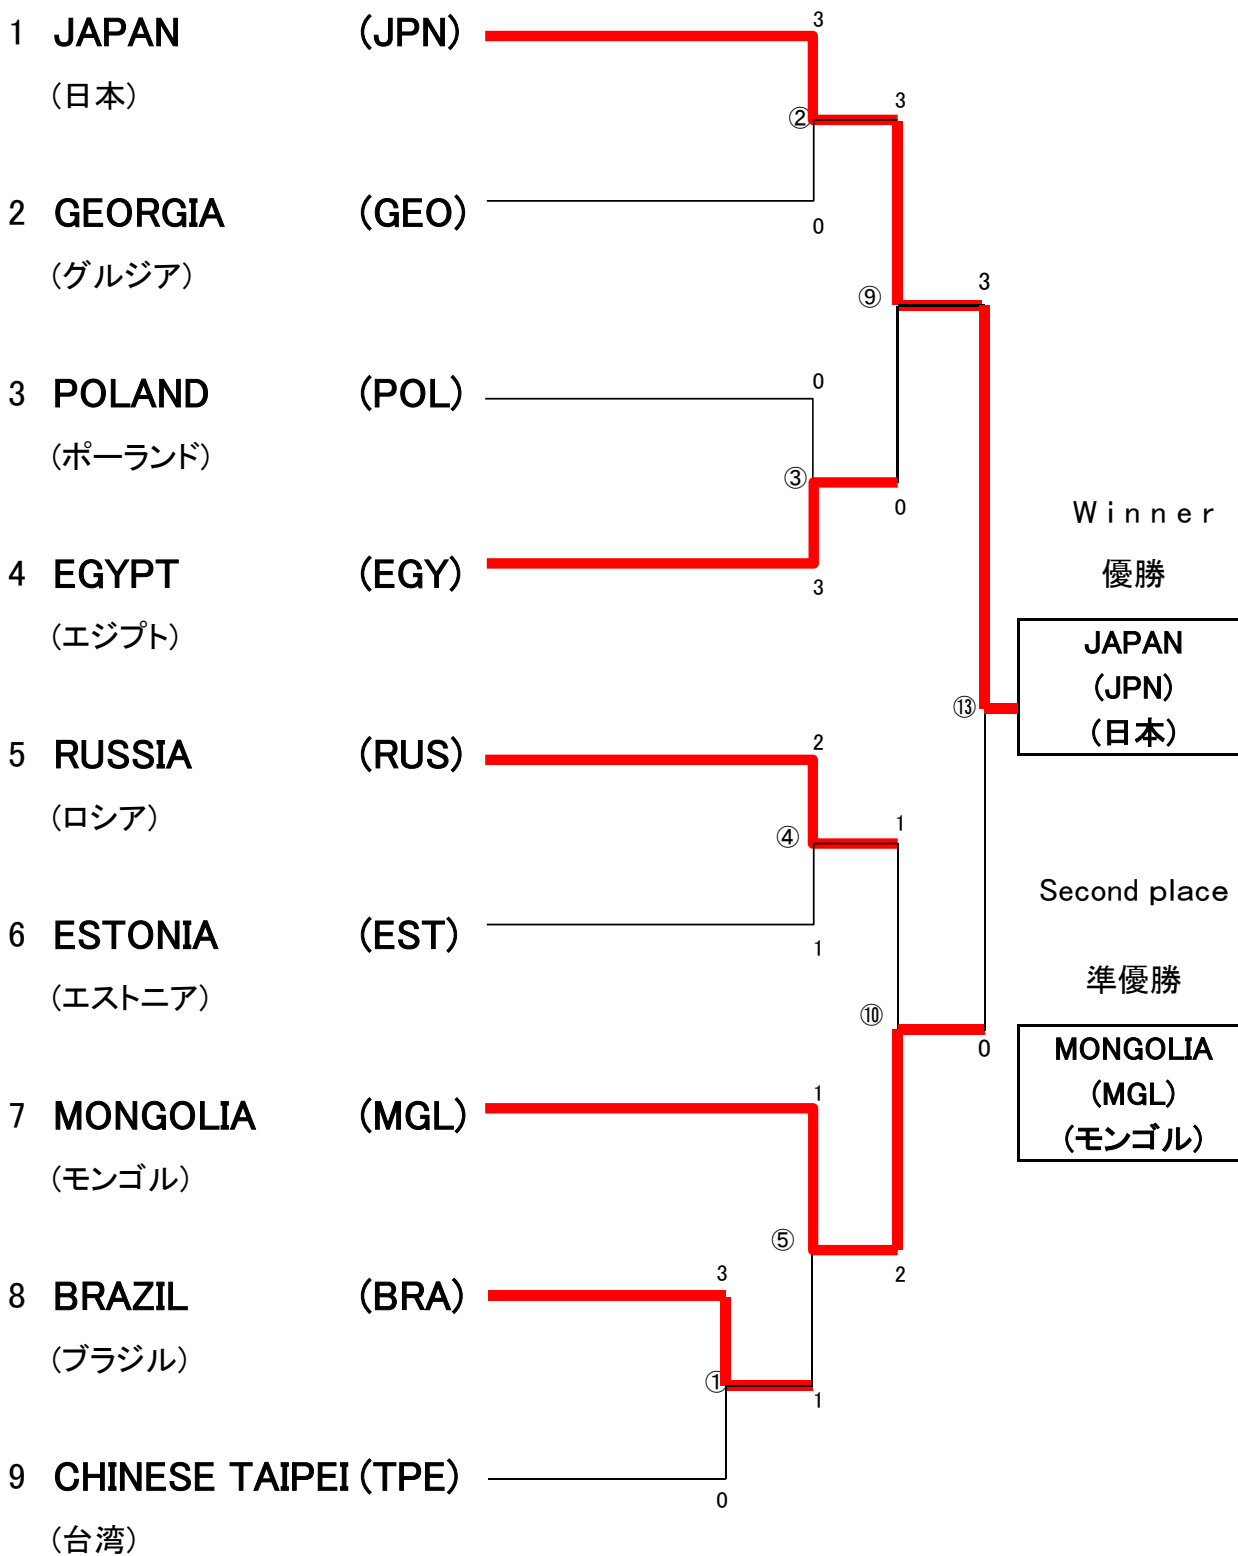 1 JAPAN (JPN)
(日本)
2 GEORGIA (GEO)
(グルジア)
3 POLAND (POL)
(ポーランド)
4 EGYPT (EGY)
(エジプト)
5 RUSSIA (RUS)
(ロシア)
6 ESTONIA (EST)
(エストニア)
7 MONGOLIA (MGL)
(モンゴル)
8 BRAZIL (BRA)
(ブラジル)
9 CHINESE TAIPEI (TPE)
(台湾)
3
②
0
0
③
3
2
④
1
1
⑤
3
①
1
0
3
⑨
0
1
⑩
2
3
⑬
0
Winner
優勝
JAPAN
(JPN)
(日本)
Second place
準優勝
MONGOLIA
(MGL)
(モンゴル)